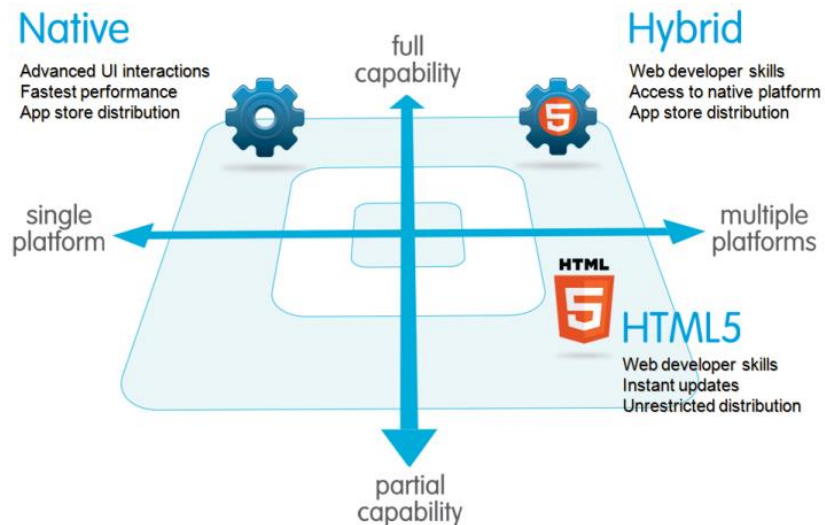 Native
Advanced UI interactions
Fastest performance
App store distribution
full
capability
Hybrid
Web developer skills
Access to native platform
App store distribution
5
single
platform
multiple
platforms
HTML
5
HTML5
Web developer skills
Instant updates
Unrestricted distribution
partial
capability